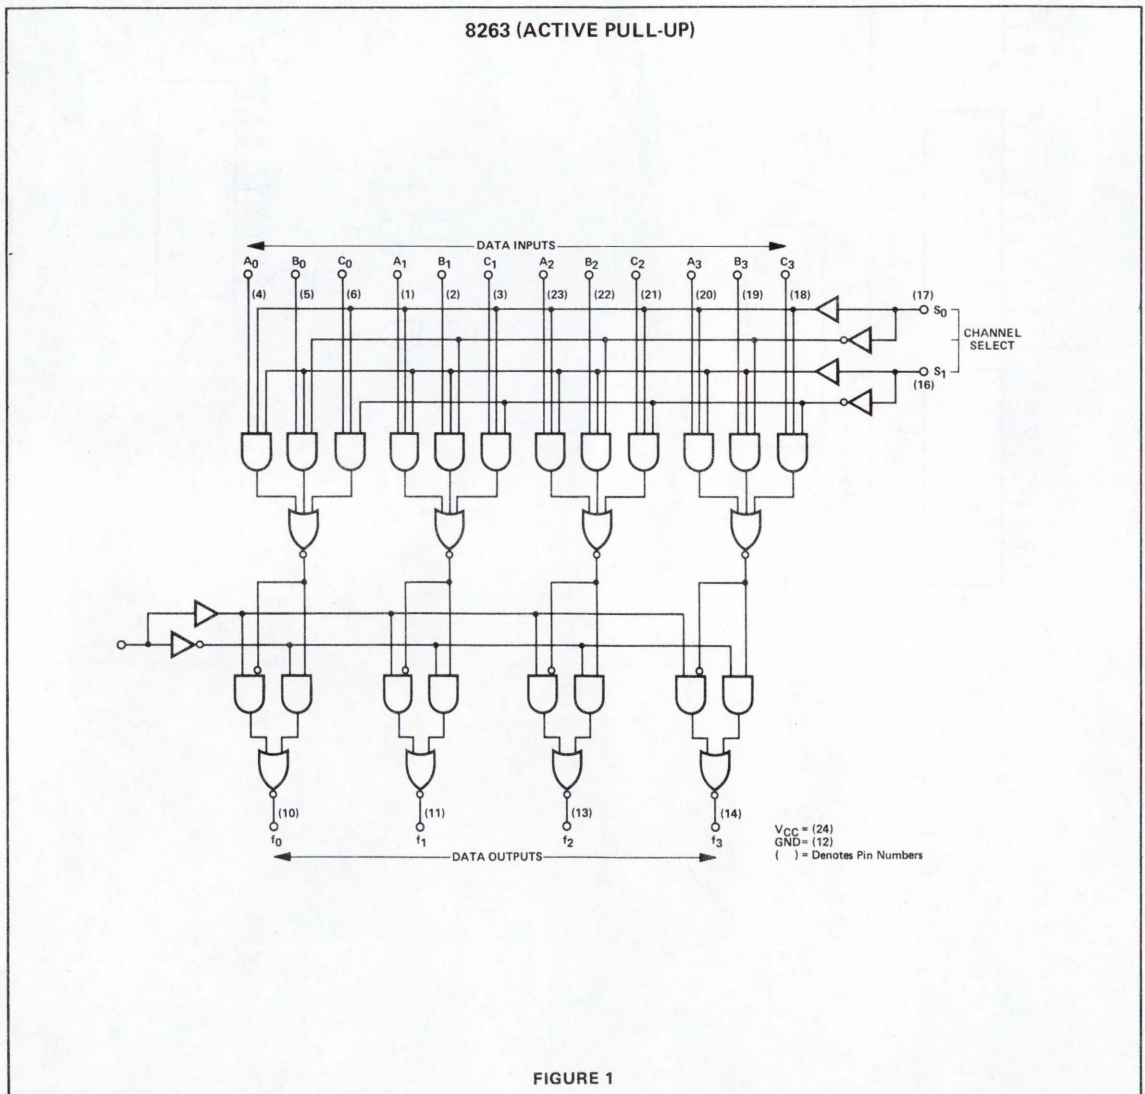 8263 (ACTIVE PULL-UP)
DATA INPUTS
A0 B0 C0 A1 B1 C1 A2 B2 C2 A3 B3 C3
(4) (5) (6) (1) (2) (3) (23) (22) (21) (20) (19) (18)
(17)
S0
CHANNEL
SELECT
S1
(16)
(10) (11) (13) (14)
f0 f1 f2 f3
DATA OUTPUTS
VCC = (24)
GND = (12)
( ) = Denotes Pin Numbers
FIGURE 1